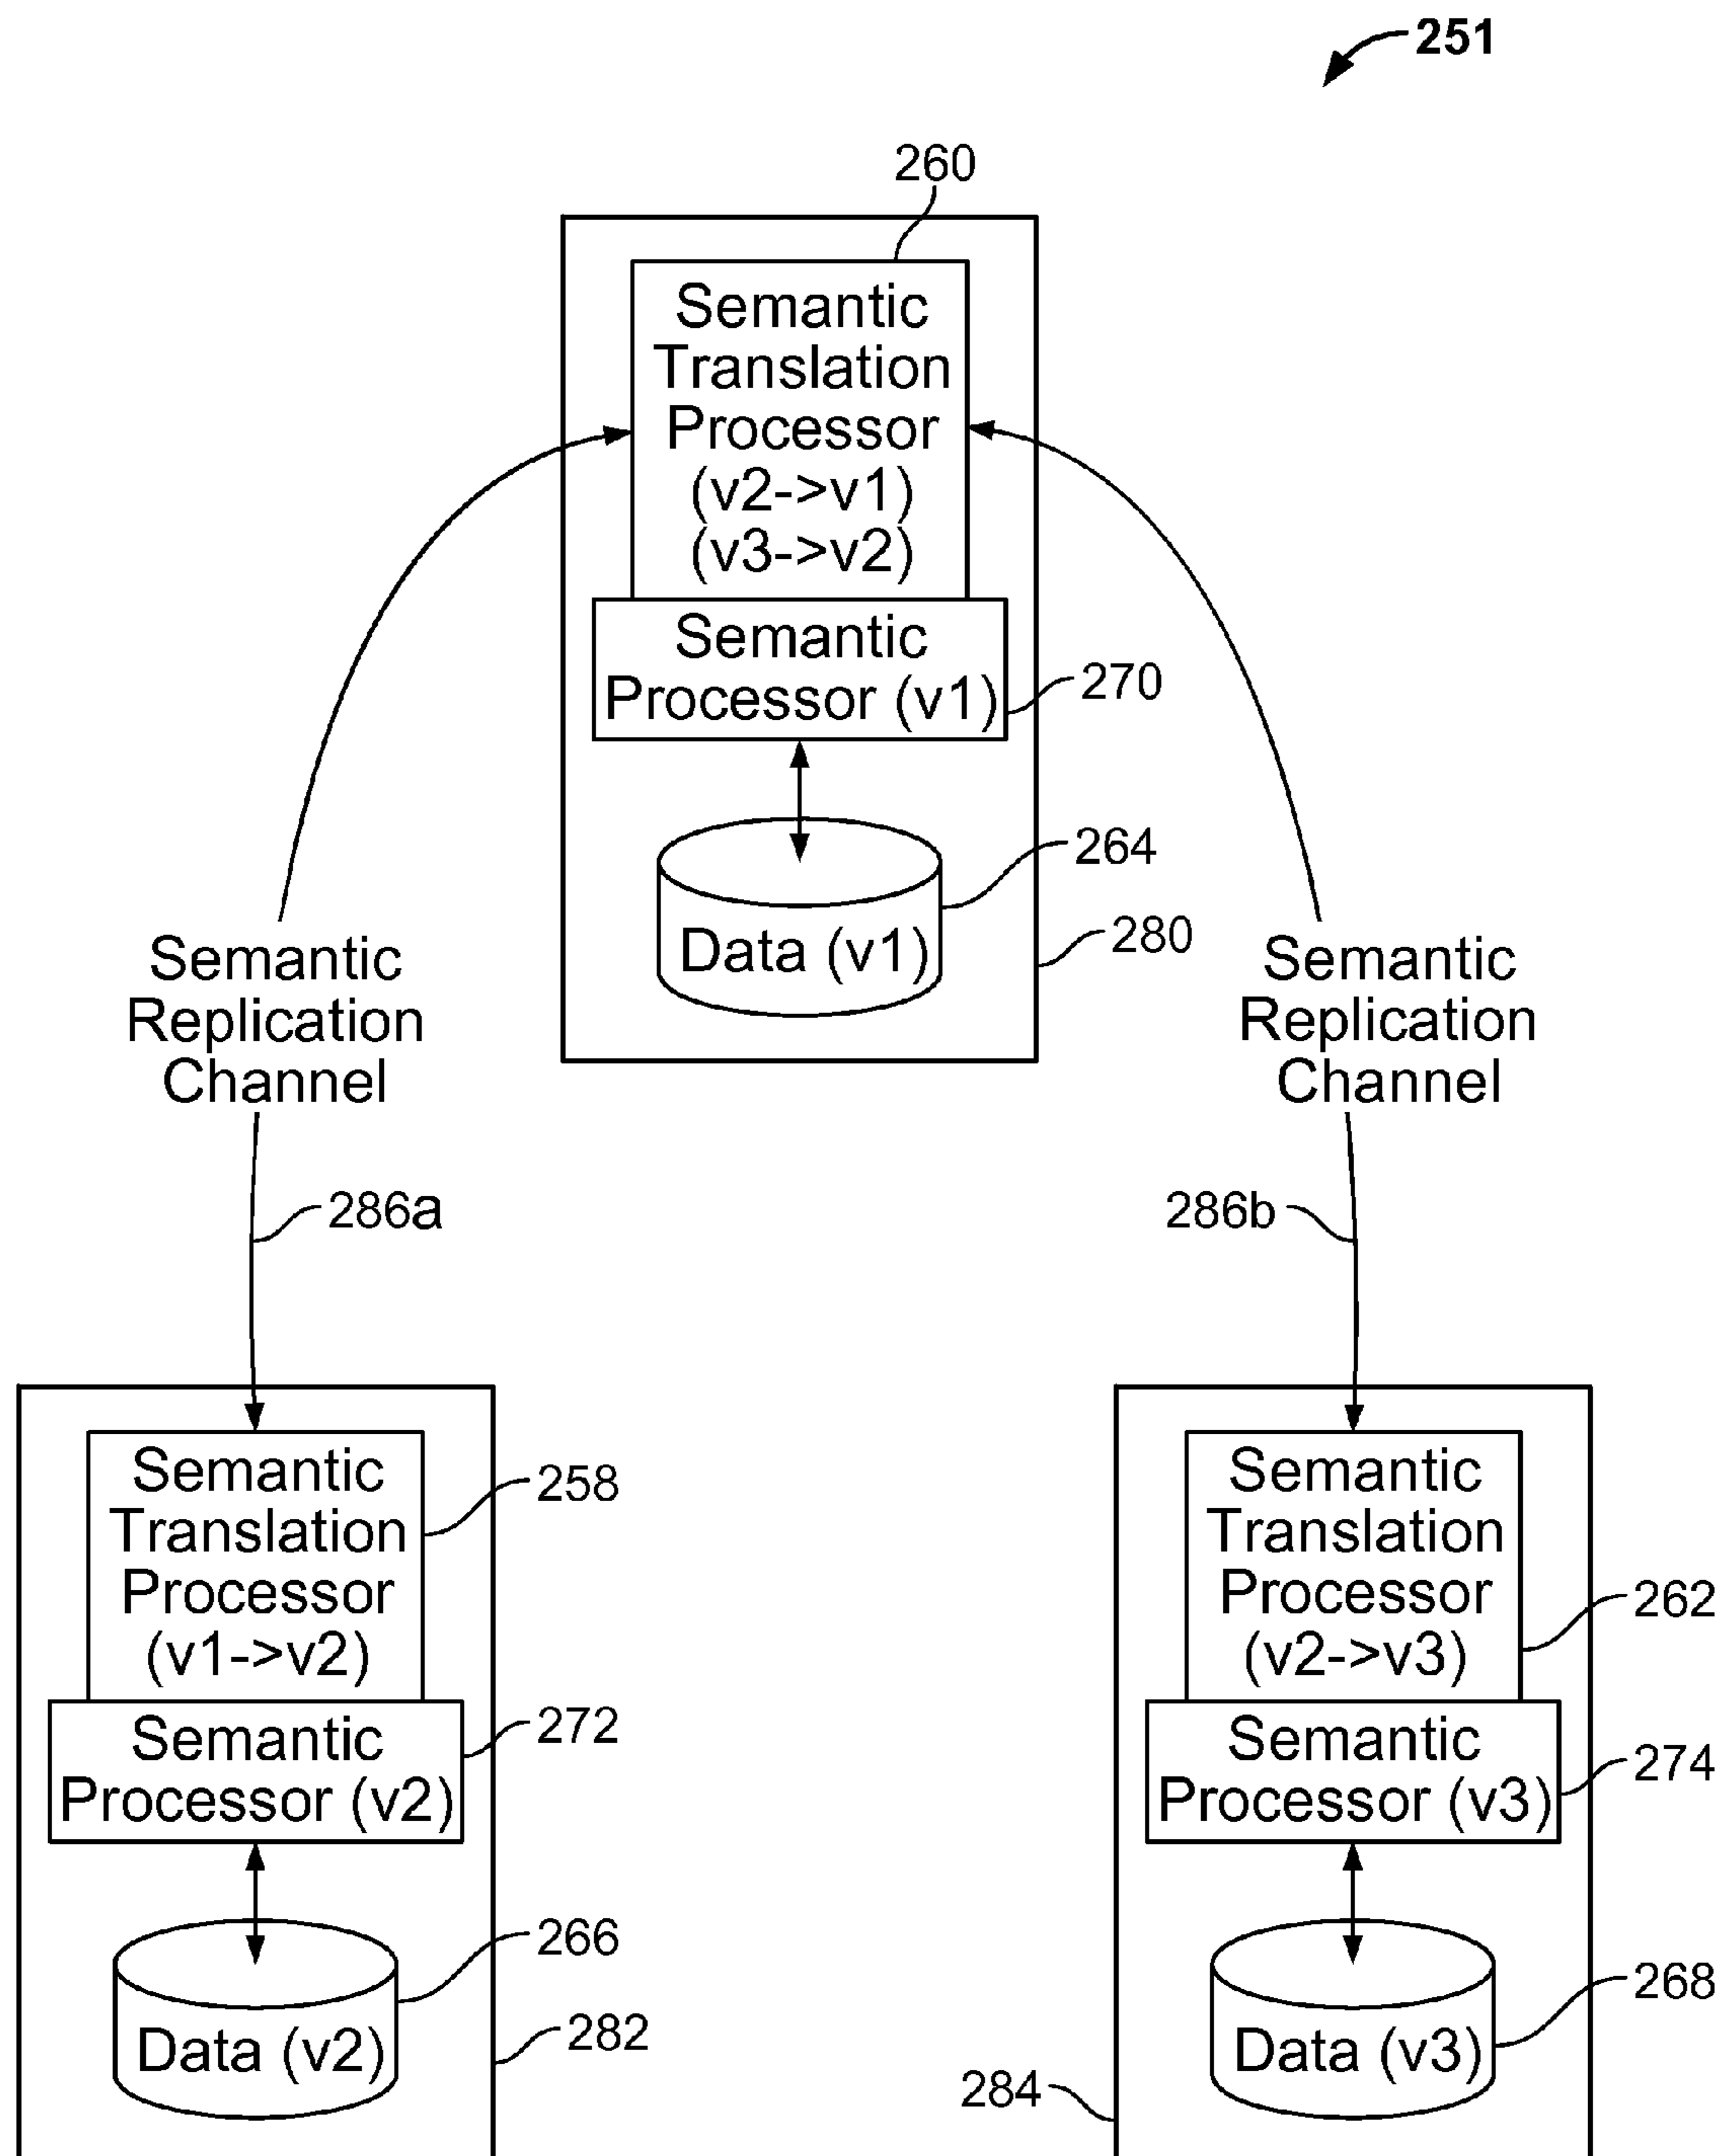 251
260
Semantic
Translation
Processor
(v2->v1)
(v3->v2)
Semantic
Processor (v1)
270
264
Data (v1)
280
Semantic
Replication
Channel
Semantic
Replication
Channel
286a
286b
Semantic
Translation
Processor
(v1->v2)
258
Semantic
Processor (v2)
272
266
Data (v2)
282
Semantic
Translation
Processor
(v2->v3)
262
Semantic
Processor (v3)
274
268
Data (v3)
284